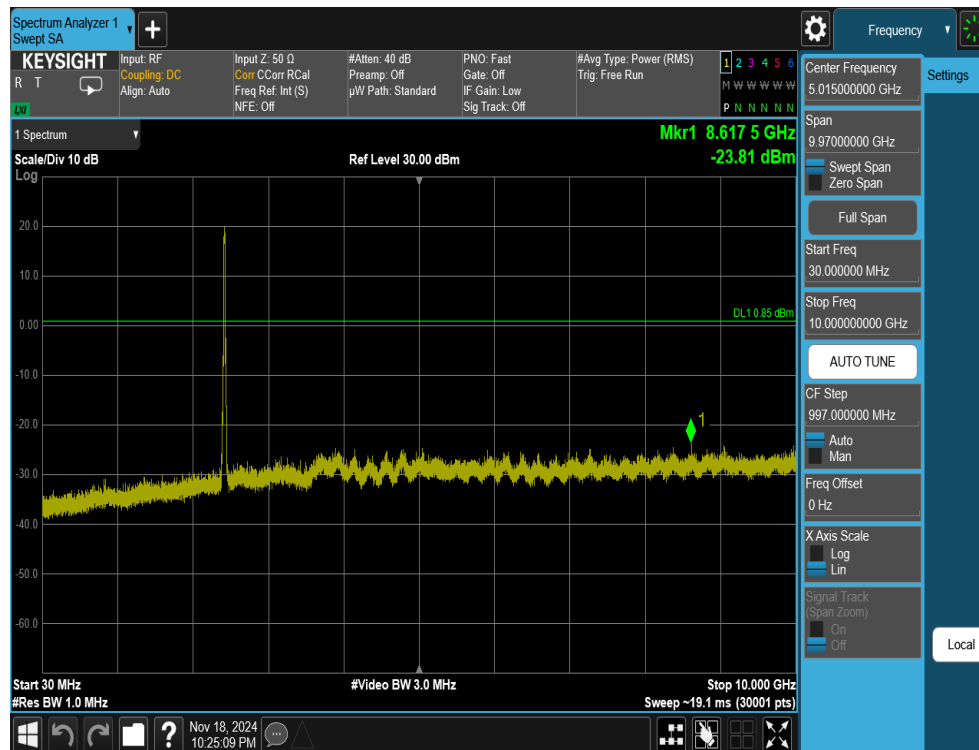 Spectrum Analyzer 1
Swept SA
Frequency
KEYSIGHT
R T
LXI
Input: RF
Coupling: DC
Align: Auto
Input Z: 50 Ω
Corr CCorr RCal
Freq Ref: Int (S)
NFE: Off
#Atten: 40 dB
Preamp: Off
µW Path: Standard
PNO: Fast
Gate: Off
IF Gain: Low
Sig Track: Off
#Avg Type: Power (RMS)
Trig: Free Run
1 2 3 4 5 6
M W W W W W
P N N N N N
1 Spectrum
Scale/Div 10 dB
Log
Ref Level 30.00 dBm
Mkr1 8.617 5 GHz
-23.81 dBm
20.0
10.0
0.00
-10.0
-20.0
-30.0
-40.0
-50.0
-60.0
DL1 0.85 dBm
1
Start 30 MHz
#Res BW 1.0 MHz
#Video BW 3.0 MHz
Stop 10.000 GHz
Sweep ~19.1 ms (30001 pts)
Center Frequency
5.015000000 GHz
Span
9.97000000 GHz
Swept Span
Zero Span
Full Span
Start Freq
30.000000 MHz
Stop Freq
10.000000000 GHz
AUTO TUNE
CF Step
997.000000 MHz
Auto
Man
Freq Offset
0 Hz
X Axis Scale
Log
Lin
Signal Track
(Span Zoom)
On
Off
Settings
Local
?
Nov 18, 2024
10:25:09 PM